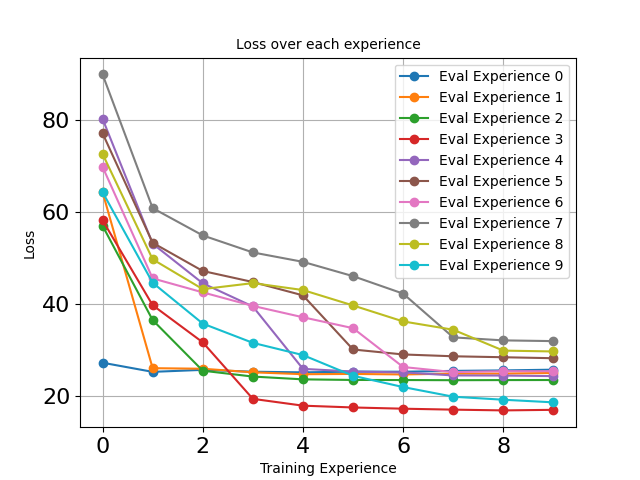 Loss over each experience
Loss
80
60
40
20
0
2
4
6
8
Training Experience
Eval Experience 0
Eval Experience 1
Eval Experience 2
Eval Experience 3
Eval Experience 4
Eval Experience 5
Eval Experience 6
Eval Experience 7
Eval Experience 8
Eval Experience 9